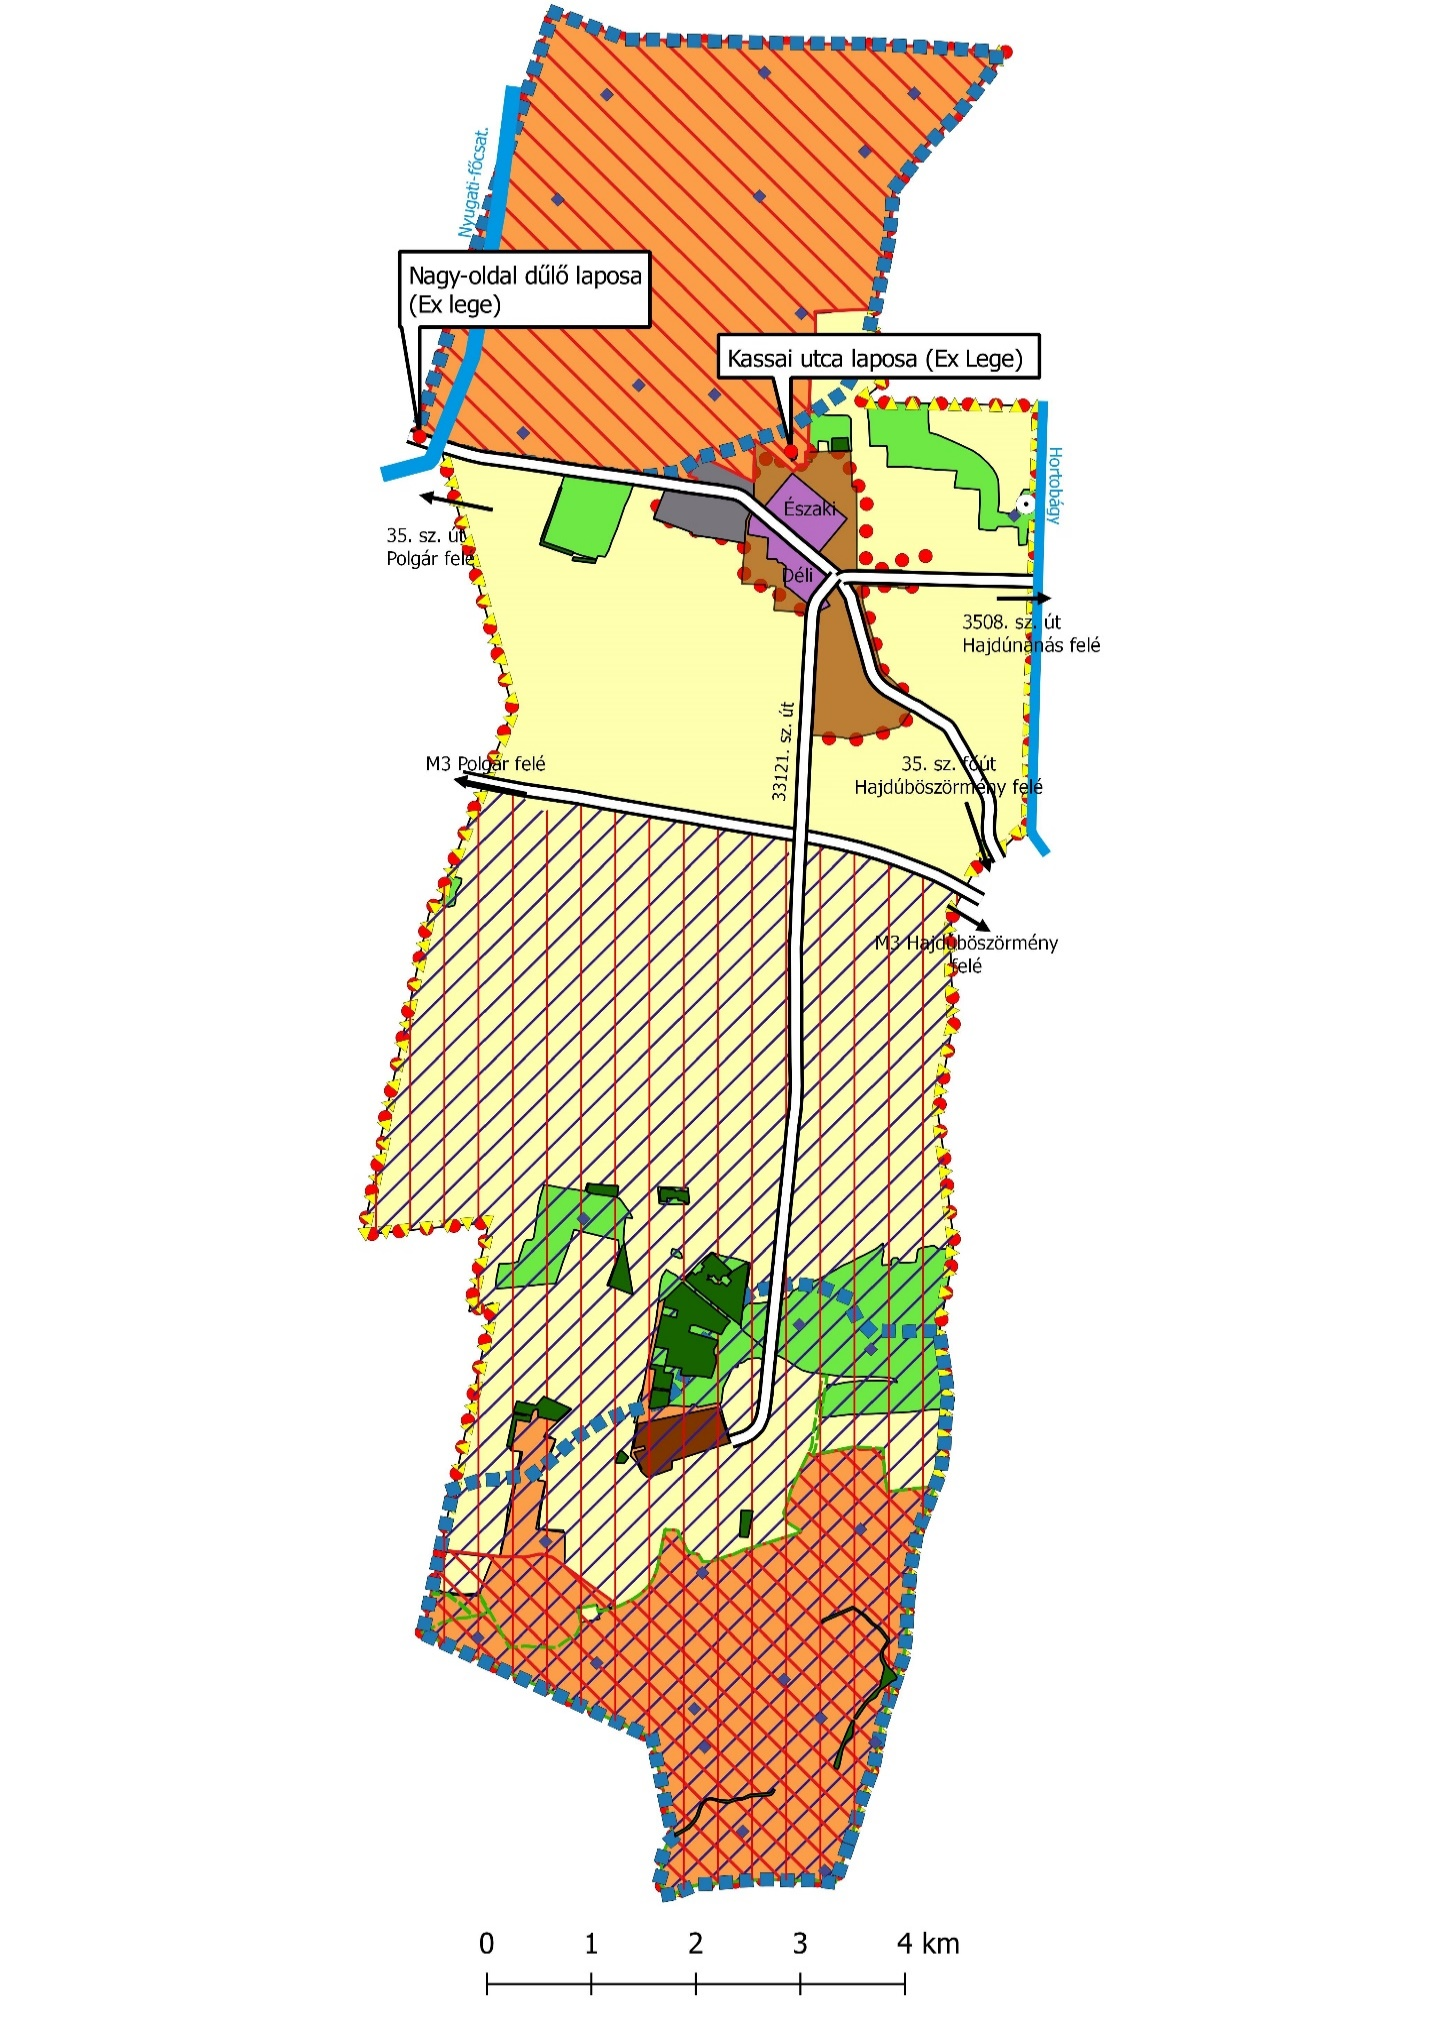 Nyugati-főcsat.
Nagy-oldal dűlő laposa
(Ex lege)
Kassai utca laposa (Ex Lege)
Hortobágy
Északi
35. sz. út
Polgár felé
Déli
3508. sz. út
Hajdúnánás felé
33121. sz. út
M3 Polgár felé
35. sz. főút
Hajdúböszörmény felé
M3 Hajdúböszörmény
felé
0 1 2 3 4 km